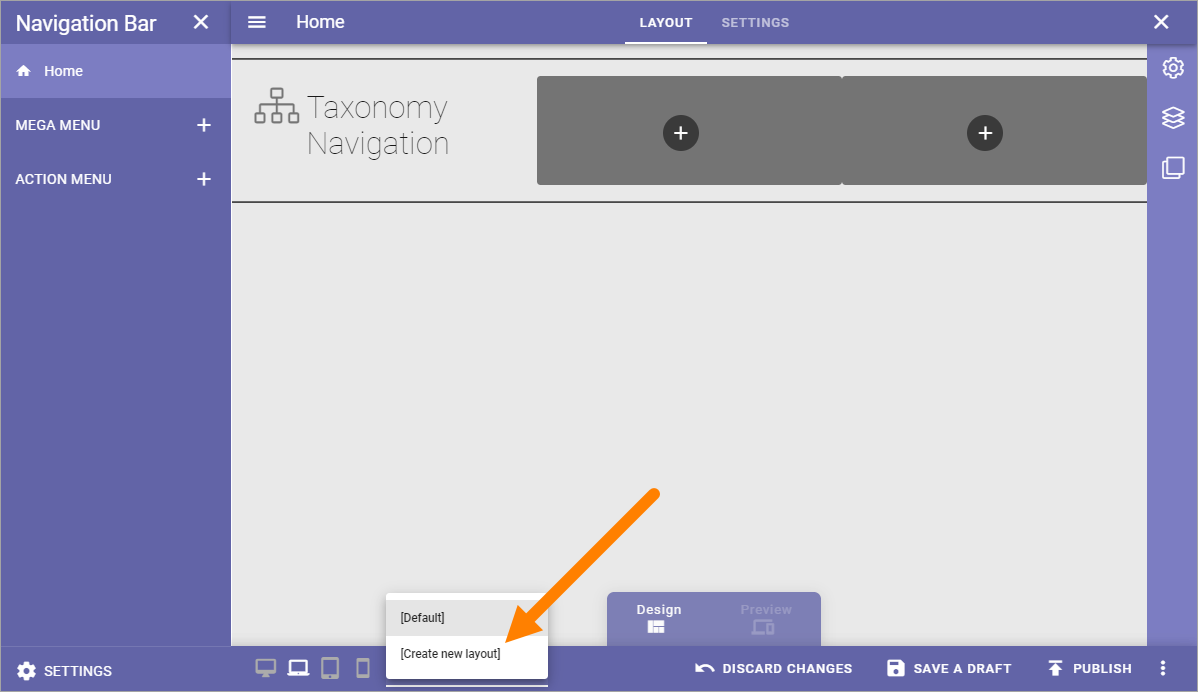 Navigation Bar
Home
LAYOUT
SETTINGS
Home
MEGA MENU
ACTION MENU
Taxonomy
Navigation
[Default]
[Create new layout]
Design
Preview
SETTINGS
DISCARD CHANGES
SAVE A DRAFT
PUBLISH